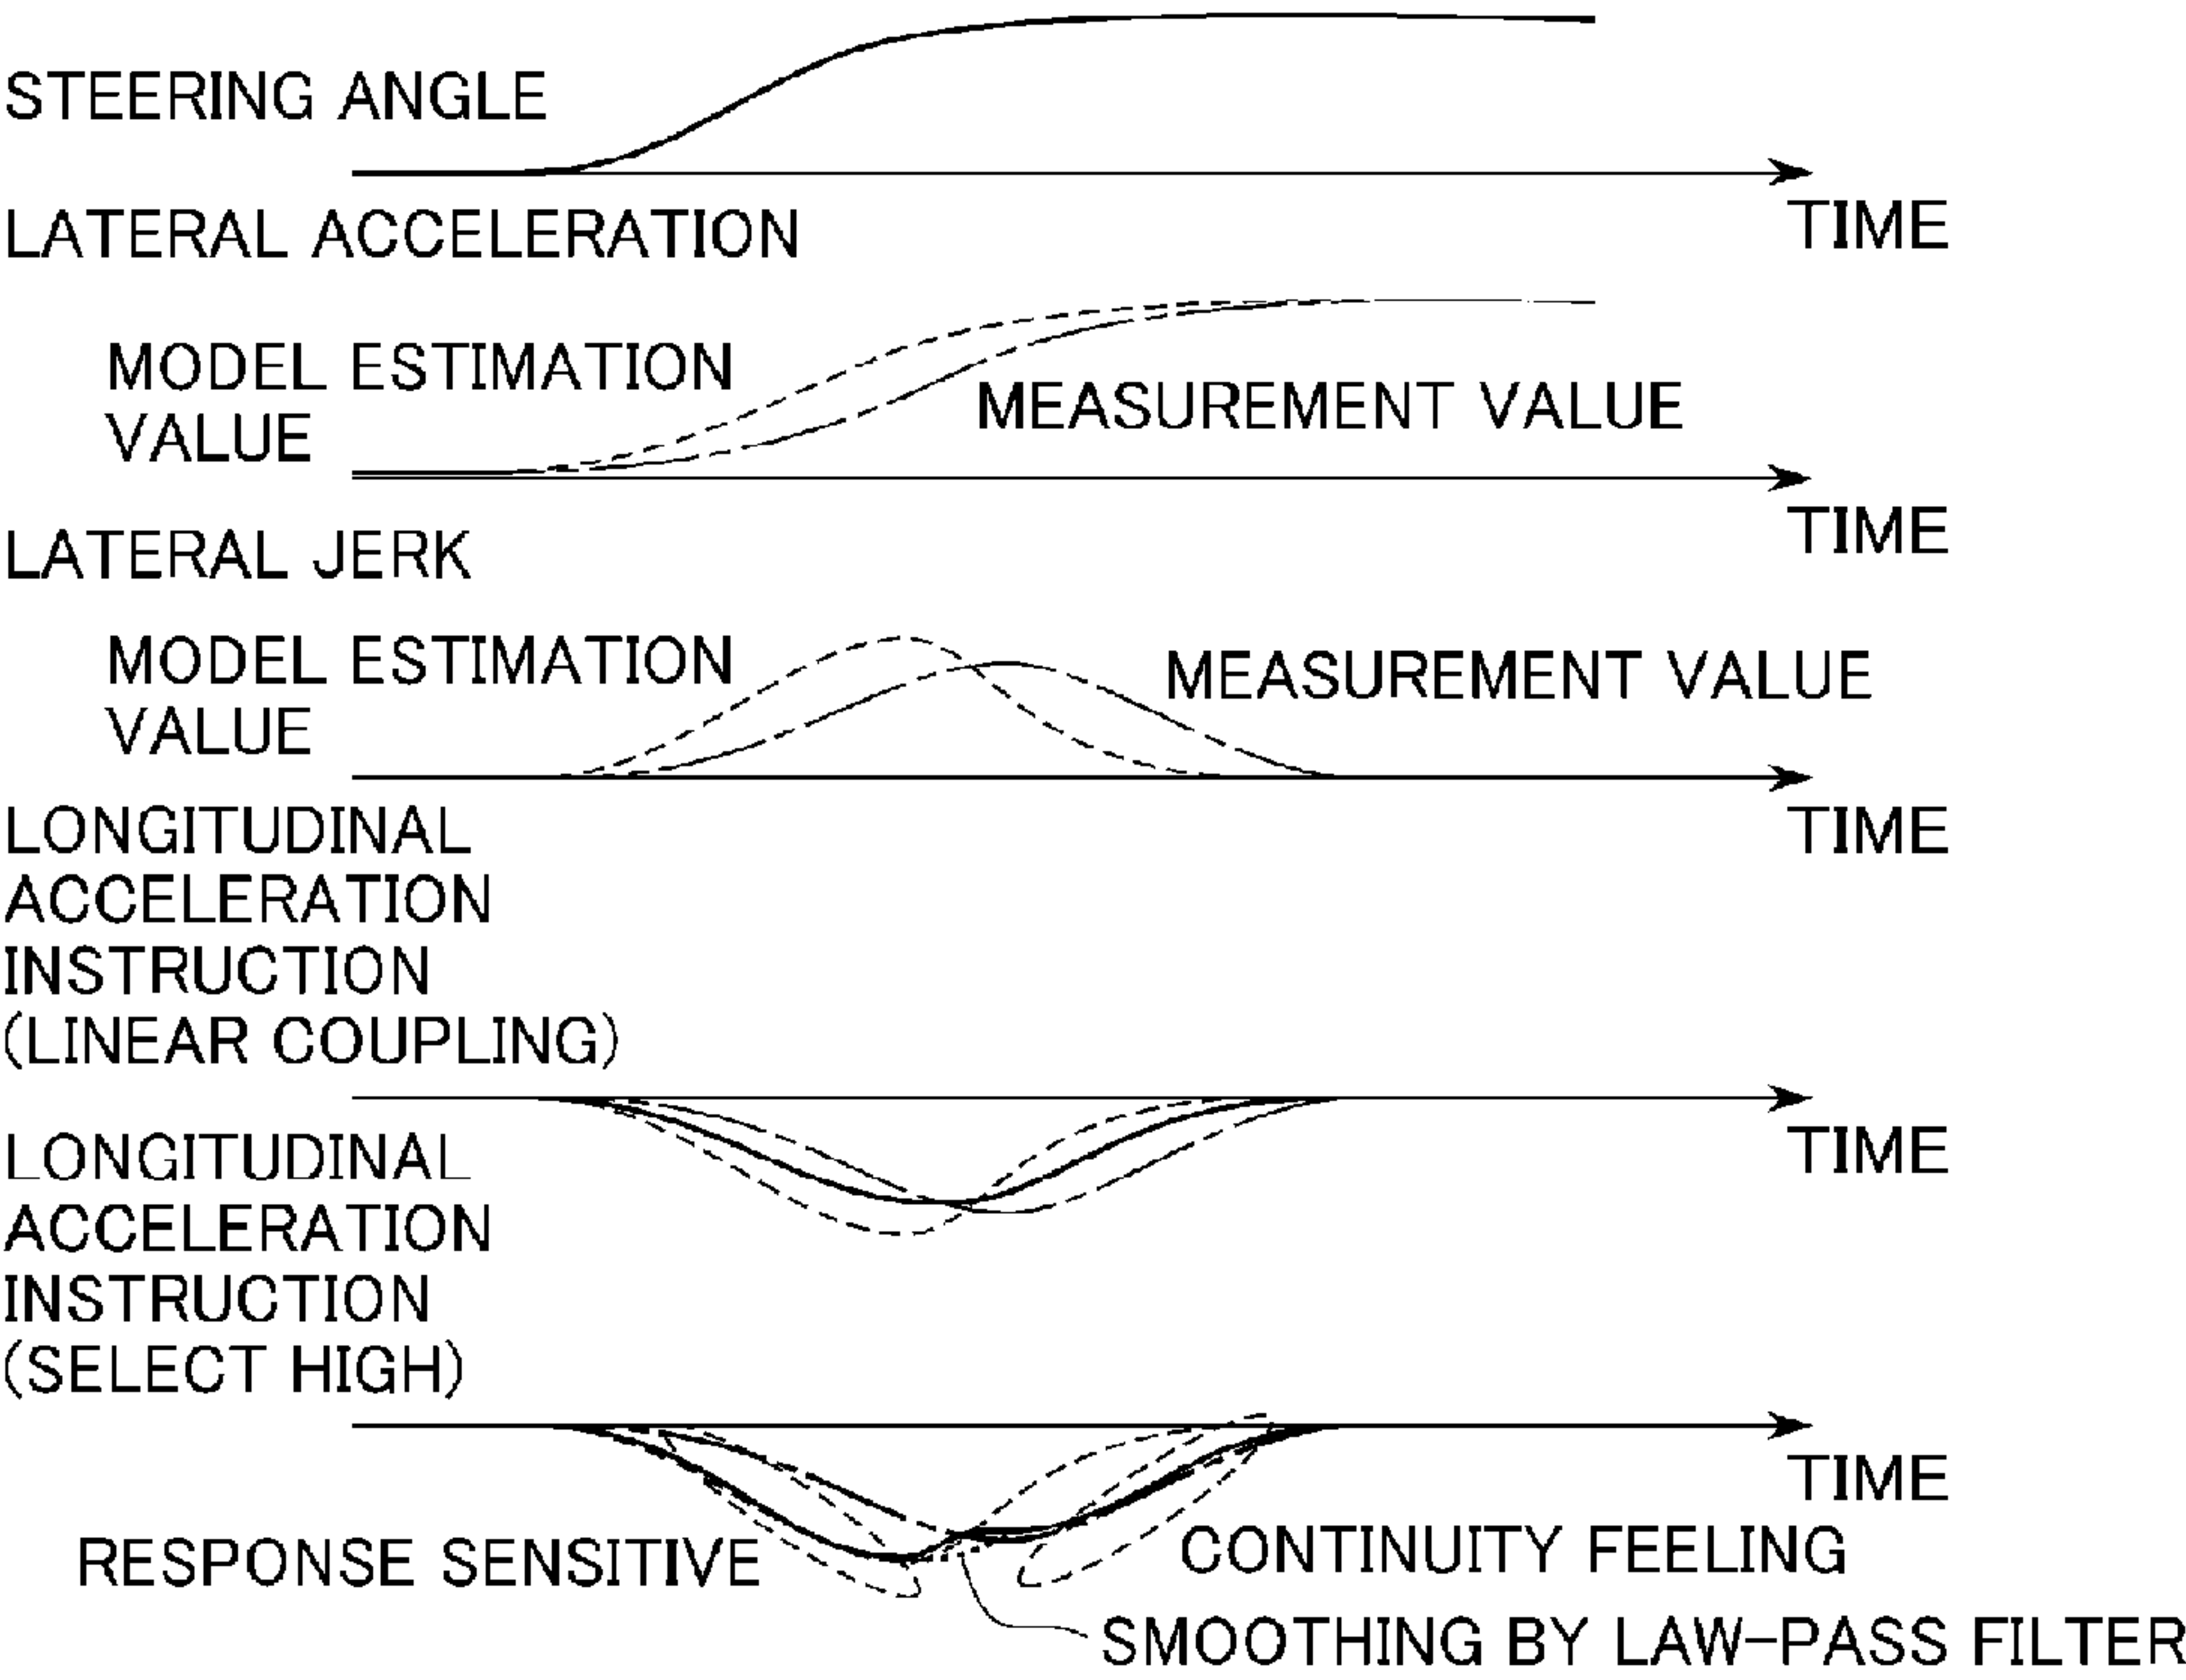 STEERING ANGLE
TIME
LATERAL ACCELERATION
MODEL ESTIMATION
VALUE
MEASUREMENT VALUE
TIME
LATERAL JERK
MODEL ESTIMATION
VALUE
MEASUREMENT VALUE
TIME
LONGITUDINAL
ACCELERATION
INSTRUCTION
(LINEAR COUPLING)
TIME
LONGITUDINAL
ACCELERATION
INSTRUCTION
(SELECT HIGH)
TIME
RESPONSE SENSITIVE
CONTINUITY FEELING
SMOOTHING BY LAW-PASS FILTER